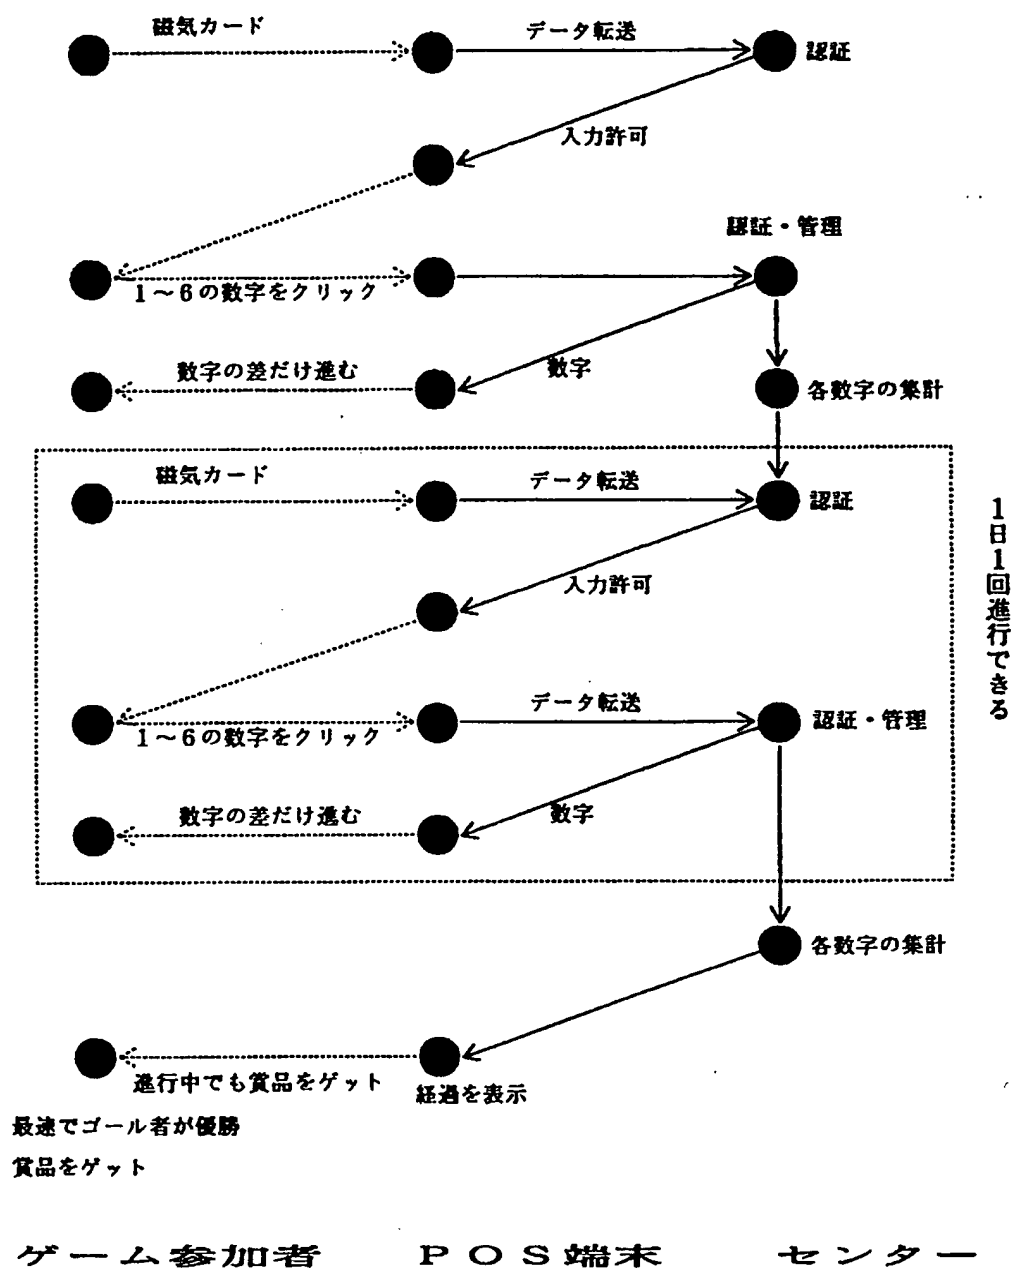 磁気カード
データ転送
認証
入力許可
認証・管理
1～6の数字をクリック
数字の差だけ進む
数字
各数字の集計
磁気カード
データ転送
認証
入力許可
1日1回進行できる
データ転送
1～6の数字をクリック
認証・管理
数字の差だけ進む
数字
各数字の集計
進行中でも賞品をゲット
経過を表示
最速でゴール者が優勝
賞品をゲット
ゲーム参加者 POS端末 センター